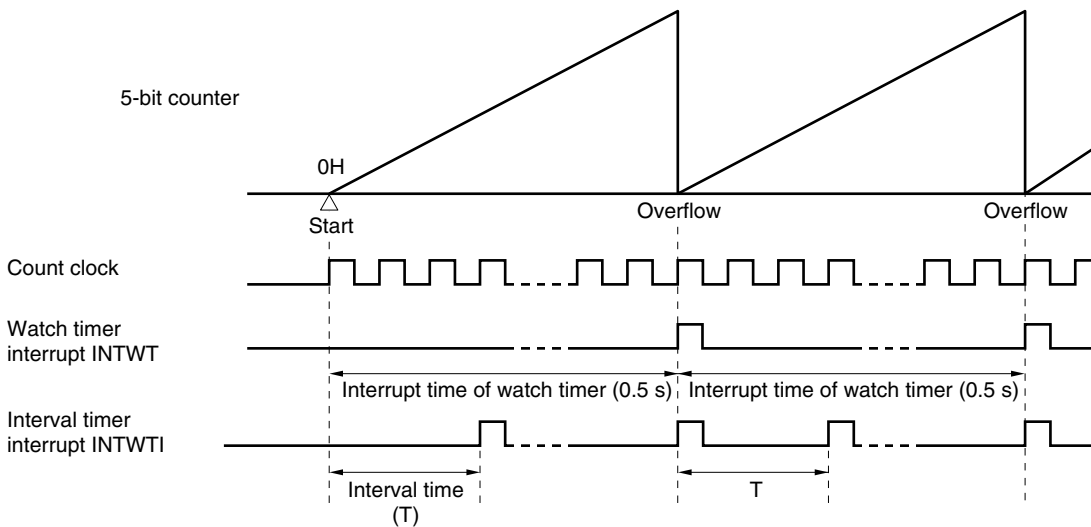 5-bit counter
0H
Start
Overflow
Overflow
Count clock
Watch timer
interrupt INTWT
Interrupt time of watch timer (0.5 s)
Interrupt time of watch timer (0.5 s)
Interval timer
interrupt INTWTI
Interval time
(T)
T